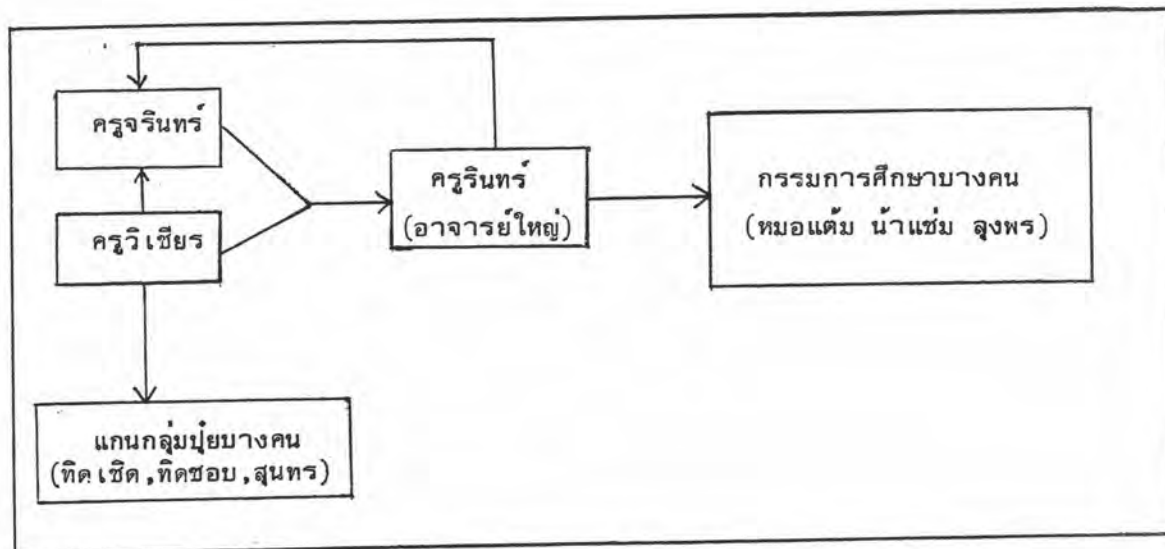 ครูจรินทร์
ครูวิเชียร
ครูรินทร์
(อาจารย์ใหญ่)
กรรมการศึกษาบางคน
(หมอแต้ม น้าแช่ม ลุงพร)
แกนกลุ่มปุ๋ยบางคน
(ทิดเชิด,ทิดชอบ,สุนทร)